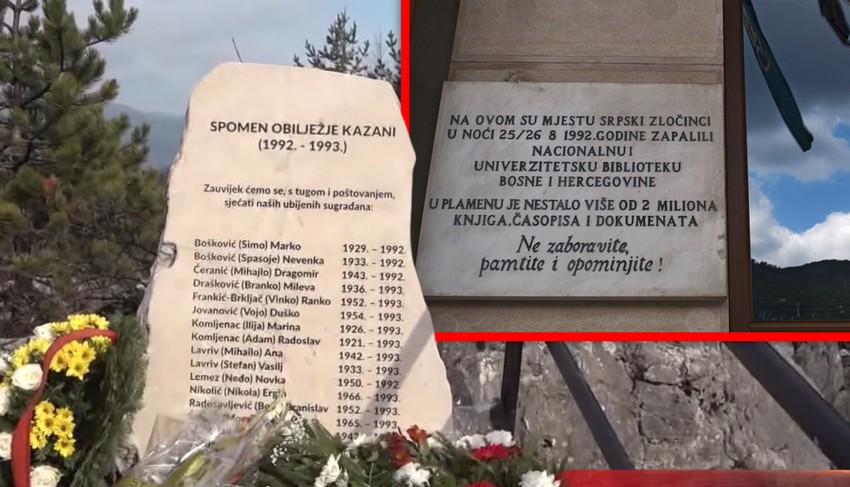 SPOMEN OBILJEŽJE KAZANI
(1992. - 1993.)
Zauvijek ćemo se, s tugom i poštovanjem,
sjećati naših ubijenih sugrađana:
Bošković (Simo) Marko 1929. - 1992.
Bošković (Spasoje) Nevenka 1933. - 1992.
Ćeranić (Mihajlo) Dragomir 1943. - 1992.
Drašković (Branko) Mileva 1936. - 1993.
Frankić-Brkljač (Vinko) Ranko 1952. - 1993.
Jovanović (Vojo) Duško 1954. - 1993.
Komljenac (Ilija) Marina 1926. - 1993.
Komljenac (Adam) Radoslav 1921. - 1993.
Lavriv (Mihailo) Ana 1942. - 1993.
Lavriv (Stefan) Vasilj 1933. - 1993.
Lemez (Neđo) Novka 1950. - 1992
Nikolić (Nikola) 1966. - 1993.
Radosavljević 1952. - 1993.
1965. - 1993.
NA OVOM SU MJESTU SRPSKI ZLOČINCI
U NOĆI 25/26 8 1992.GODINE ZAPALILI
NACIONALNU I
UNIVERZITETSKU BIBLIOTEKU
BOSNE I HERCEGOVINE
U PLAMENU JE NESTALO VIŠE OD 2 MILIONA
KNJIGA,ČASOPISA I DOKUMENATA
Ne zaboravite,
pamtite i opominjite !